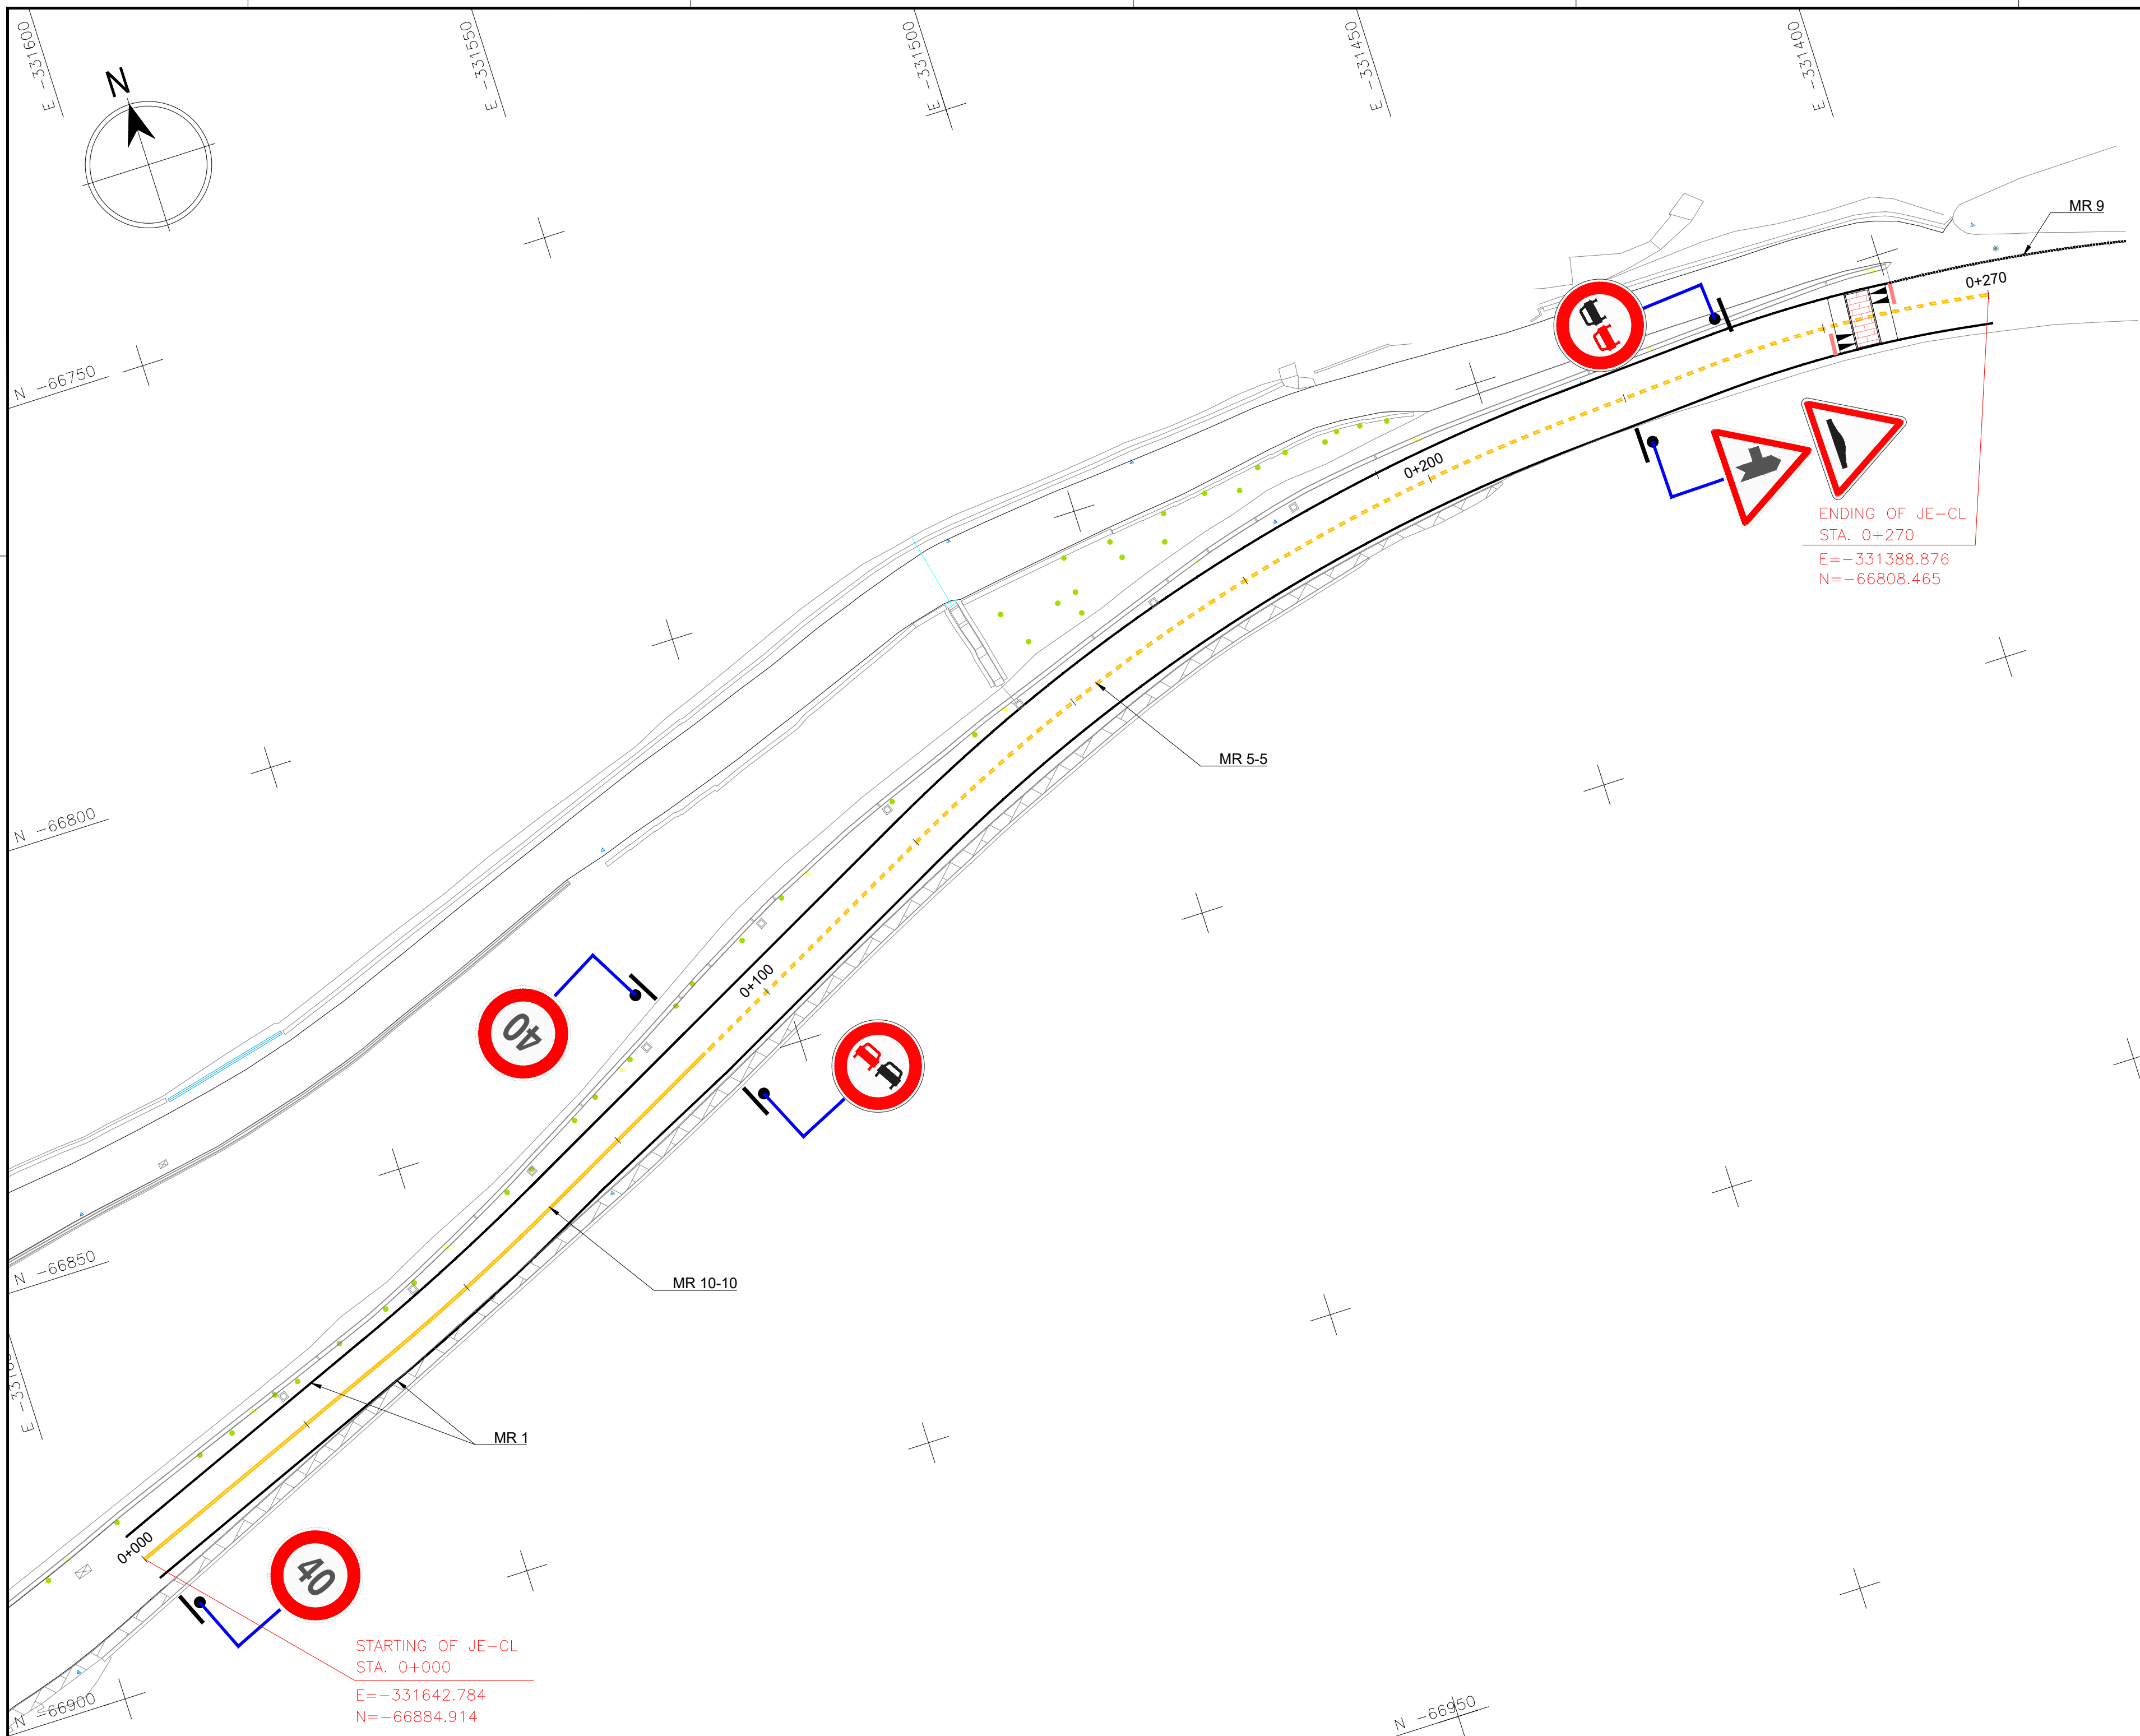 E -331600
E -331550
E -331500
E -331450
E -331400
N
MR 9
0+270
N -66750
0+200
ENDING OF JE-CL
STA. 0+270
E=-331388.876
N=-66808.465
MR 5-5
N -66800
0+100
40
N -66850
MR 10-10
MR 1
0+000
40
STARTING OF JE-CL
STA. 0+000
E=-331642.784
N=-66884.914
N -66900
N -66950